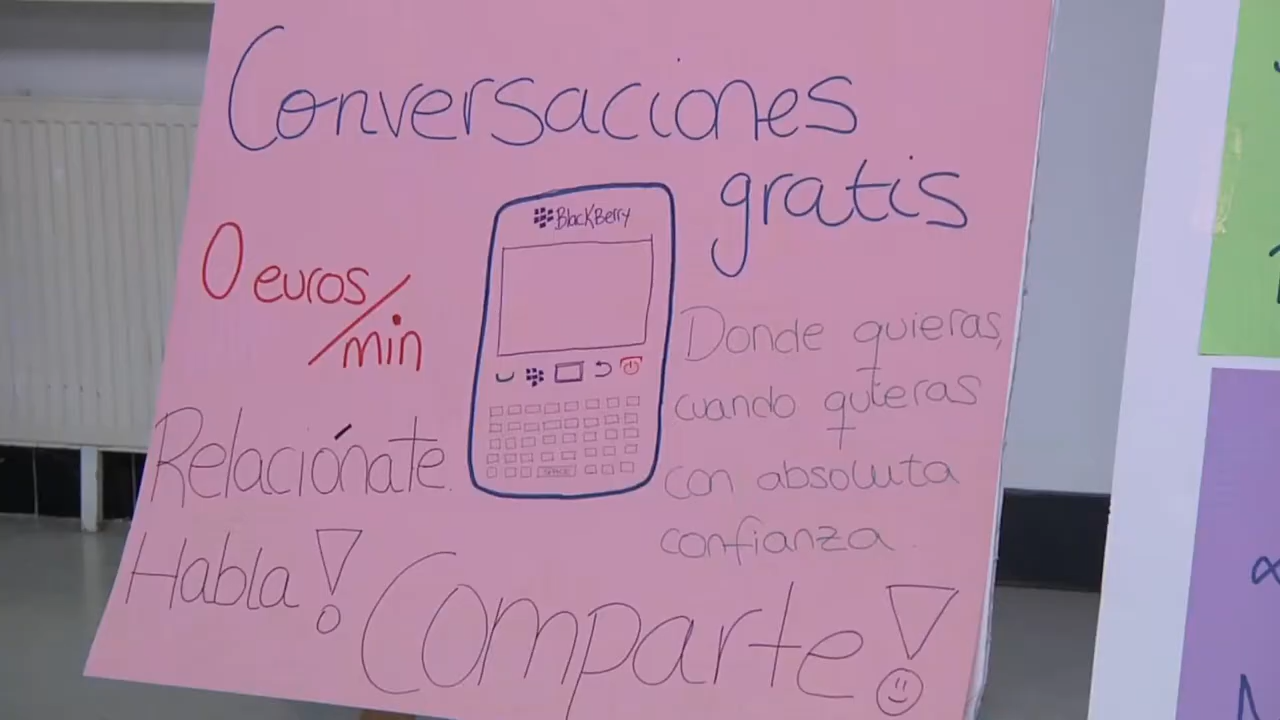 Conversaciones
gratis
BlackBerry
0 euros/
min
Donde quieras,
cuando quieras
con absoluta
confianza.
Relaciónate.
Habla!
Comparte!